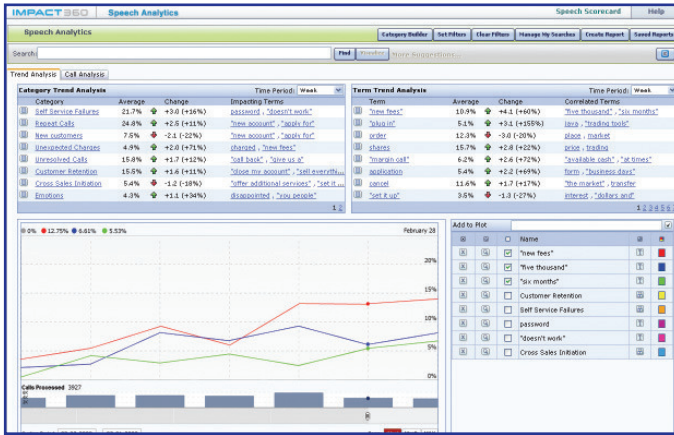 IMPACT360 Speech Analytics Speech Scorecard Help
Speech Analytics Category Builder Set Filters Clear Filters Manage My Searches Create Report Saved Reports
Search: Find More Suggestions...
Trend Analysis Call Analysis
Category Trend Analysis Time Period: Week
Category Average Change Impacting Terms
Self Service Failures 21.7% +3.0 (+16%) password , "doesn't work"
Repeat Calls 24.8% +2.5 (+11%) "new account" , "apply for"
New customers 7.5% -2.1 (-22%) "new account" , "apply for"
Unexpected Charges 4.9% +2.0 (+71%) charged , "new fees"
Unresolved Calls 15.8% +1.7 (+12%) "call back" , "give us a"
Customer Retention 15.5% +1.6 (+11%) "close my account" , "sell everythi...
Cross Sales Initiation 5.4% -1.2 (-18%) "offer additional services" , "set it ...
Emotions 4.3% +1.1 (+34%) disappointed , "you people"
1 2
Term Trend Analysis Time Period: Week
Term Average Change Correlated Terms
"new fees" 10.9% +4.1 (+60%) "five thousand" , "six months"
"plug in" 5.1% +3.1 (+155%) java , "trading tools"
order 12.3% -3.0 (-20%) place , market
shares 15.7% +2.8 (+22%) price , trading
"margin call" 6.2% +2.6 (+72%) "available cash" , "at times"
application 5.4% +2.2 (+69%) form , "business days"
cancel 11.6% +1.7 (+17%) "the market" , transfer
"set it up" 3.5% -1.3 (-27%) interest , "dollars and"
1 2 3 4 5 6
0% 12.75% 6.61% 5.53% February 28
20%
15%
10%
5%
0%
Calls Processed 3927
Add to Plot
Name
"new fees"
"five thousand"
"six months"
Customer Retention
Self Service Failures
password
"doesn't work"
Cross Sales Initiation